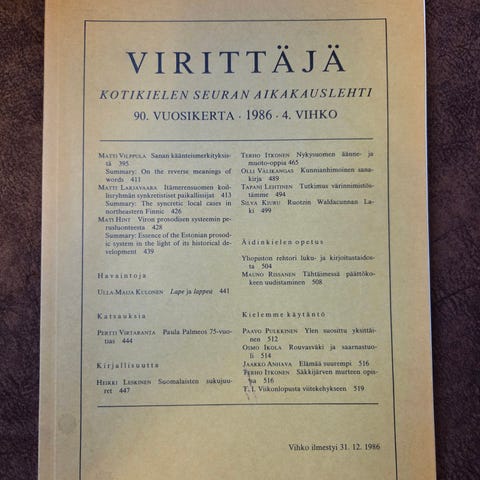 VIRITTÄJÄ
KOTIKIELEN SEURAN AIKAKAUSLEHTI
90. VUOSIKERTA · 1986 · 4. VIHKO
MATTI VILPPULA Sanan käänteismerkityksis-
tä 395
Summary: On the reverse meanings of
words 411
MATTI LARJAVAARA Itämerensuomen koil-
lisryhmän synkretistiset paikallissijat 413
Summary: The syncretic local cases in
northeastern Finnic 426
MATI HINT Viron prosodisen systeemin pe-
rusluonteesta 428
Summary: Essence of the Estonian prosod-
ic system in the light of its historical de-
velopment 439
Havaintoja
ULLA-MAIJA KULONEN Lape ja lappea 441
Katsauksia
PERTTI VIRTARANTA Paula Palmeos 75-vuo-
tias 444
Kirjallisuutta
HEIKKI LESKINEN Suomalaisten sukujuu-
ret 447
TERHO ITKONEN Nykysuomen äänne- ja
muoto-oppia 465
OLLI VÄLIKANGAS Kunnianhimoinen sana-
kirja 489
TAPANI LEHTINEN Tutkimus värinnimistös-
tämme 494
SILVA KIURU Ruotzin Waldacunnan La-
ki 499
Äidinkielen opetus
Yliopiston rehtori luku- ja kirjoitustaidos-
ta 504
MAUNO RISSANEN Tähtäimessä päättöko-
keen uudistaminen 508
Kielemme käytäntö
PAAVO PULKKINEN Ylen suosittu yksittäi-
nen 512
OSMO IKOLA Rouvasväki ja saarnastuo-
li 514
JAAKKO ANHAVA Elämää suurempi 516
TERHO ITKONEN Säkkijärven murteen opis-
sa 516
T. I. Viikonlopusta viitekehykseen 519
Vihko ilmestyi 31. 12. 1986